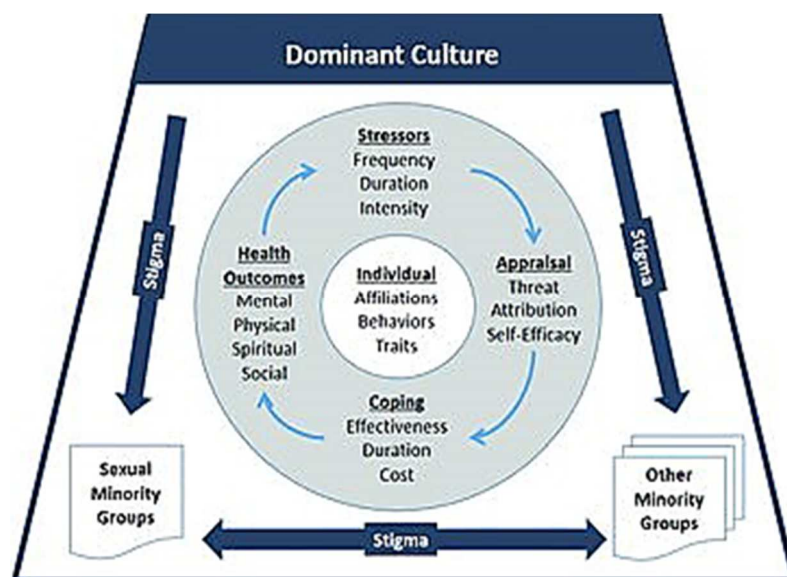 Dominant Culture
Stressors
Frequency
Duration
Intensity
Stigma
Stigma
Health
Outcomes
Mental
Physical
Spiritual
Social
Individual
Affiliations
Behaviors
Traits
Appraisal
Threat
Attribution
Self-Efficacy
Coping
Effectiveness
Duration
Cost
Sexual
Minority
Groups
Other
Minority
Groups
Stigma